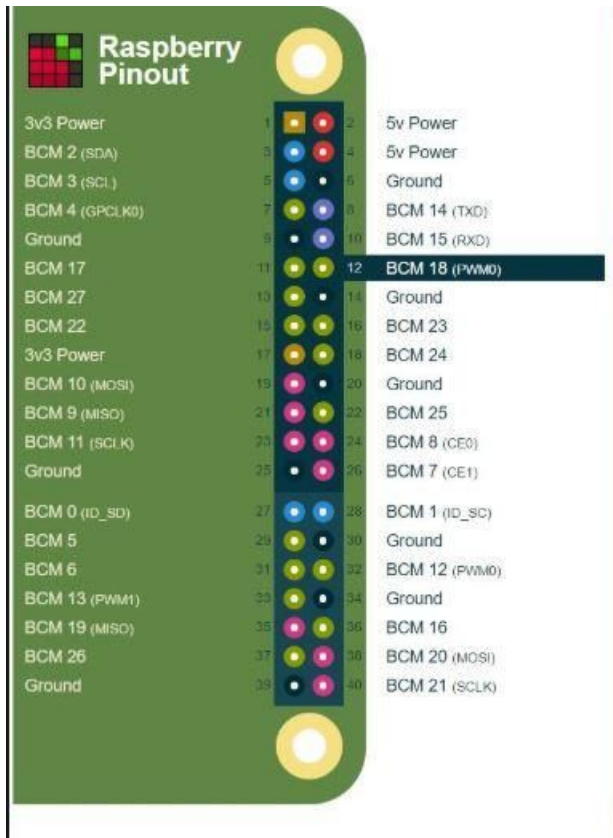 Raspberry
Pinout
3v3 Power 1 2 5v Power
BCM 2 (SDA) 3 4 5v Power
BCM 3 (SCL) 5 6 Ground
BCM 4 (GPCLK0) 7 8 BCM 14 (TXD)
Ground 9 10 BCM 15 (RXD)
BCM 17 11 12 BCM 18 (PWM0)
BCM 27 13 14 Ground
BCM 22 15 16 BCM 23
3v3 Power 17 18 BCM 24
BCM 10 (MOSI) 19 20 Ground
BCM 9 (MISO) 21 22 BCM 25
BCM 11 (SCLK) 23 24 BCM 8 (CE0)
Ground 25 26 BCM 7 (CE1)
BCM 0 (ID_SD) 27 28 BCM 1 (ID_SC)
BCM 5 29 30 Ground
BCM 6 31 32 BCM 12 (PWM0)
BCM 13 (PWM1) 33 34 Ground
BCM 19 (MISO) 35 36 BCM 16
BCM 26 37 38 BCM 20 (MOSI)
Ground 39 40 BCM 21 (SCLK)